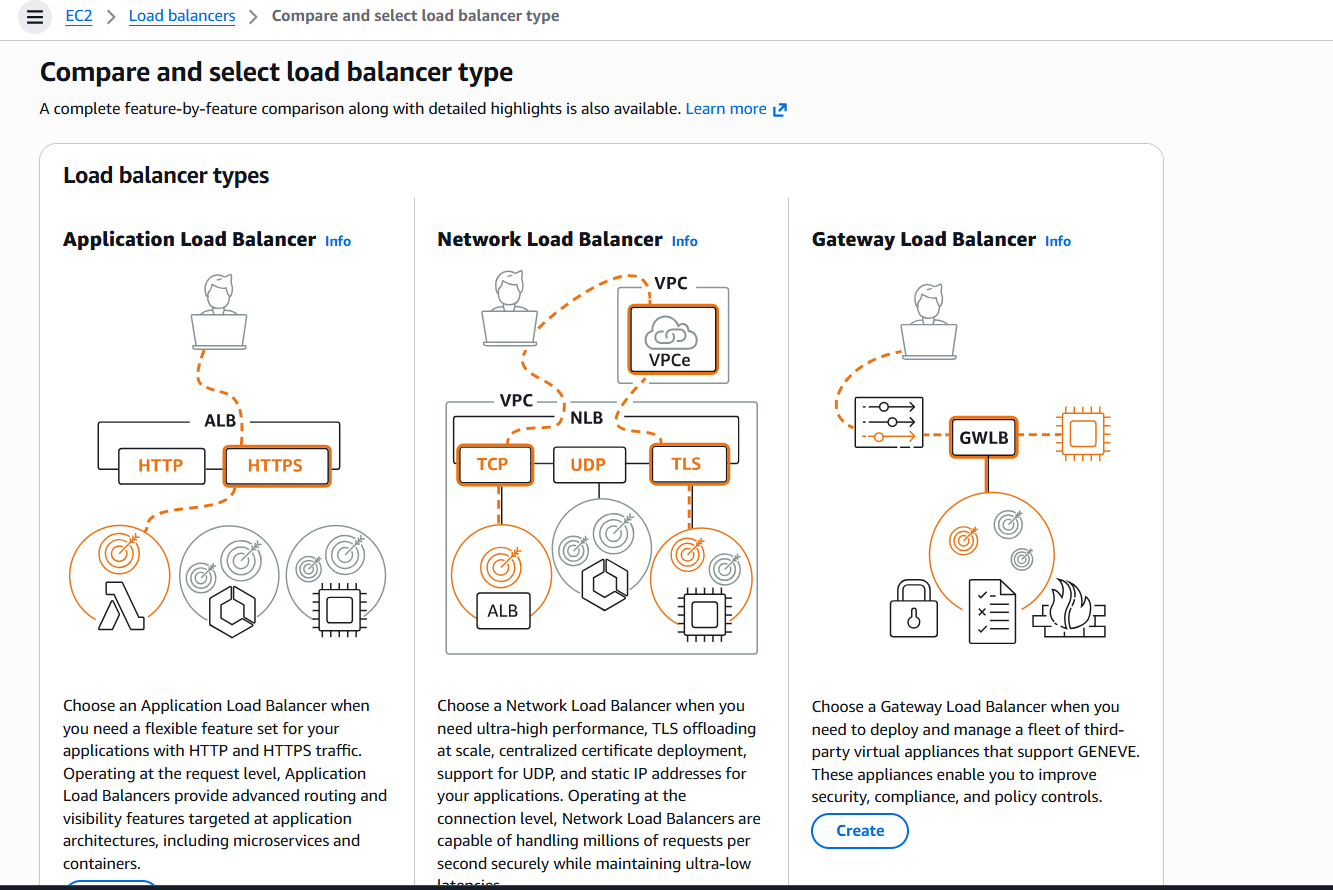 EC2 > Load balancers > Compare and select load balancer type
Compare and select load balancer type
A complete feature-by-feature comparison along with detailed highlights is also available. Learn more
Load balancer types
Application Load Balancer Info
ALB
HTTP HTTPS
Choose an Application Load Balancer when
you need a flexible feature set for your
applications with HTTP and HTTPS traffic.
Operating at the request level, Application
Load Balancers provide advanced routing and
visibility features targeted at application
architectures, including microservices and
containers.
Network Load Balancer Info
VPC
VPCe
VPC
NLB
TCP UDP TLS
ALB
Choose a Network Load Balancer when you
need ultra-high performance, TLS offloading
at scale, centralized certificate deployment,
support for UDP, and static IP addresses for
your applications. Operating at the
connection level, Network Load Balancers are
capable of handling millions of requests per
second securely while maintaining ultra-low
latencies.
Gateway Load Balancer Info
GWLB
Choose a Gateway Load Balancer when you
need to deploy and manage a fleet of third-
party virtual appliances that support GENEVE.
These appliances enable you to improve
security, compliance, and policy controls.
Create